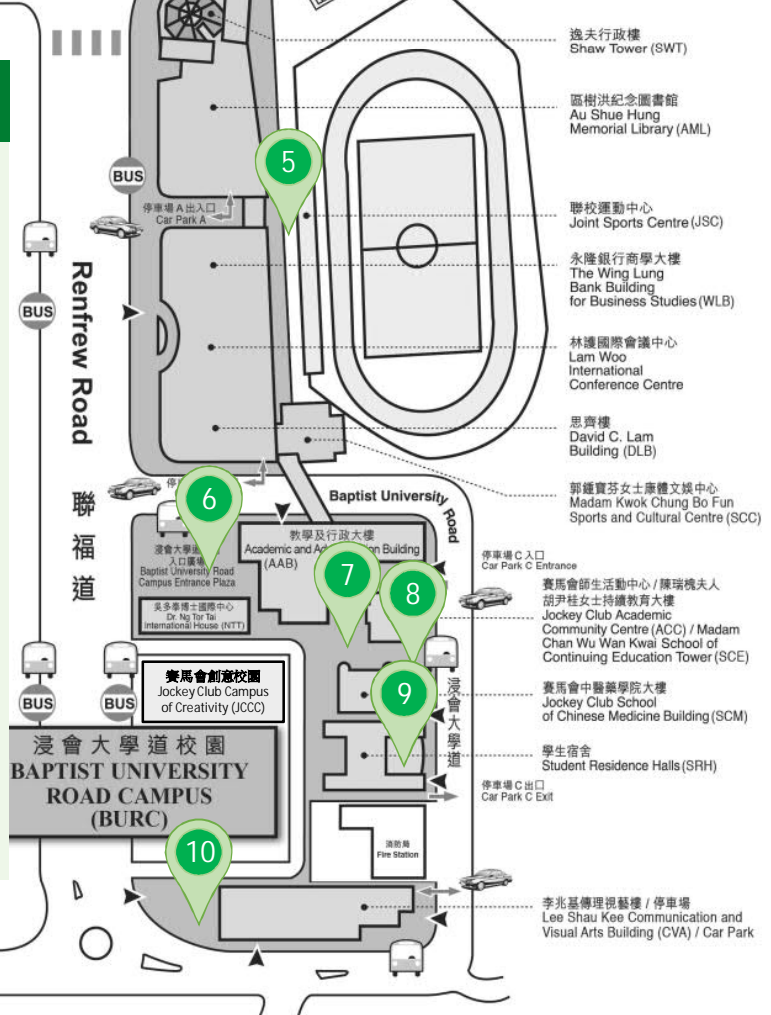 逸夫行政樓
Shaw Tower (SWT)
區樹洪紀念圖書館
Au Shue Hung
Memorial Library (AML)
5
BUS
停車場A出入口
Car Park A
聯校運動中心
Joint Sports Centre (JSC)
永隆銀行商學大樓
The Wing Lung
Bank Building
for Business Studies (WLB)
BUS
Renfrew Road
聯福道
林護國際會議中心
Lam Woo
International
Conference Centre
思齊樓
David C. Lam
Building (DLB)
停
郭鍾寶芬女士康體文娛中心
Madam Kwok Chung Bo Fun
Sports and Cultural Centre (SCC)
6
Baptist University Road
教學及行政大樓
Academic and Ad ion Building
(AAB)
浸會大學
入口廣場
Baptist University Road
Campus Entrance Plaza
停車場C入口
Car Park C Entrance
7
8
吳多泰博士國際中心
Dr. Ng Tor Tai
International House (NTT)
賽馬會師生活動中心 / 陳瑞槐夫人
胡尹桂女士持續教育大樓
Jockey Club Academic
Community Centre (ACC) / Madam
Chan Wu Wan Kwai School of
Continuing Education Tower (SCE)
賽馬會創意校園
Jockey Club Campus
of Creativity (JCCC)
9
浸會大學道
賽馬會中醫藥學院大樓
Jockey Club School
of Chinese Medicine Building (SCM)
BUS
BUS
浸會大學道校園
BAPTIST UNIVERSITY
ROAD CAMPUS
(BURC)
學生宿舍
Student Residence Halls (SRH)
停車場C出口
Car Park C Exit
消防局
Fire Station
10
李兆基傳理視藝樓 / 停車場
Lee Shau Kee Communication and
Visual Arts Building (CVA) / Car Park